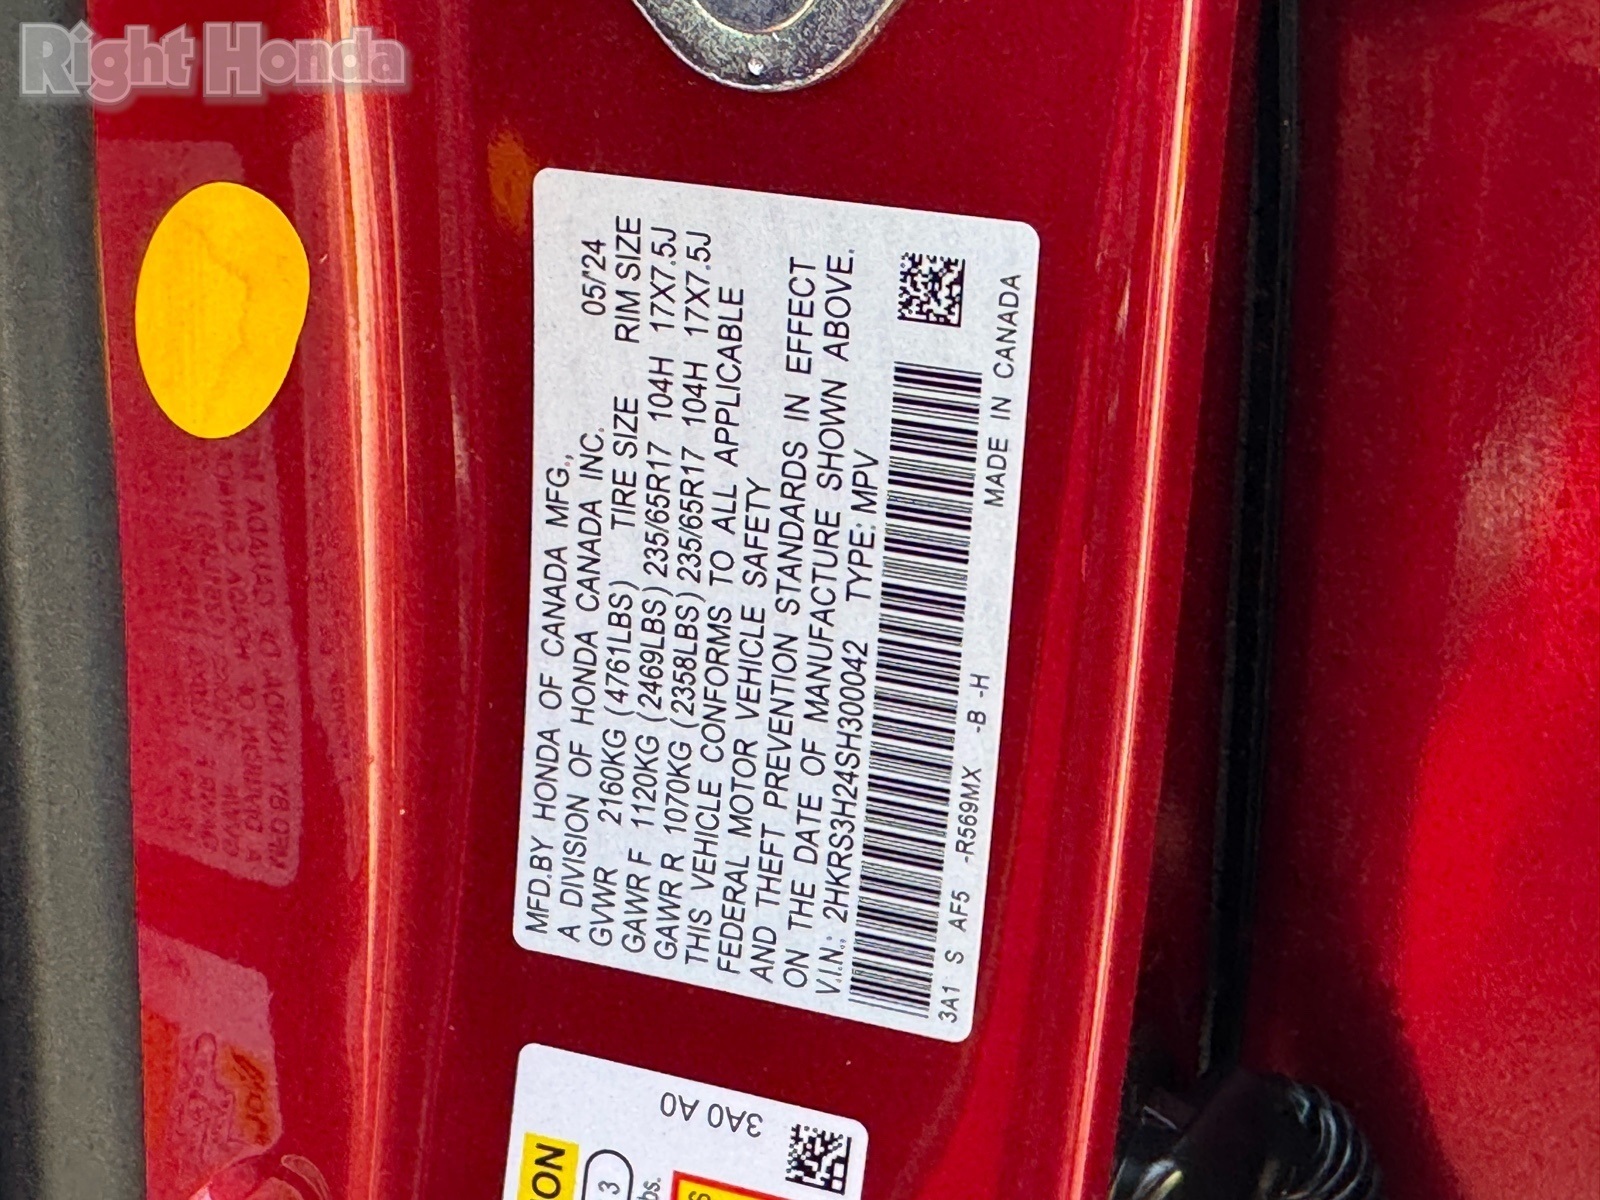 Right Honda
MFD.BY HONDA OF CANADA MFG.,
A DIVISION OF HONDA CANADA INC. 05/'24
GVWR 2160KG (4761LBS) TIRE SIZE RIM SIZE
GAWR F 1120KG (2469LBS) 235/65R17 104H 17X7.5J
GAWR R 1070KG (2358LBS) 235/65R17 104H 17X7.5J
THIS VEHICLE CONFORMS TO ALL APPLICABLE
FEDERAL MOTOR VEHICLE SAFETY
AND THEFT PREVENTION STANDARDS IN EFFECT
ON THE DATE OF MANUFACTURE SHOWN ABOVE.
V.I.N.: 2HKRS3H24SH300042 TYPE: MPV
3A1 S AF5 -R569MX -B -H MADE IN CANADA
3A0 A0
ON
3
bs.